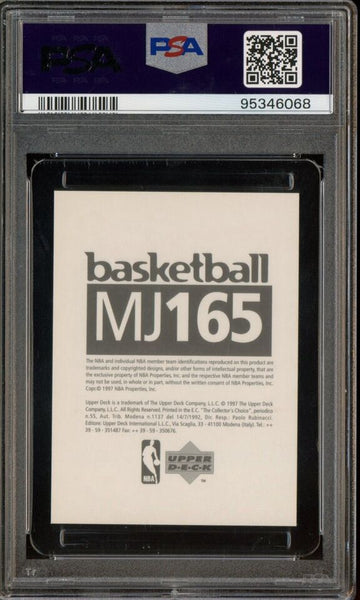 PSA
PSA
95346068
basketball
MJ165
The NBA and individual NBA member team identifications reproduced on this product are
trademarks and copyrighted designs, and/or other forms of intellectual property, that are
the exclusive property of NBA Properties, Inc. and the respective NBA member teams and
may not be used, in whole or in part, without the written consent of NBA Properties, Inc.
Copr.© 1997 NBA Properties, Inc.
Upper Deck is a trademark of The Upper Deck Company, L.L.C. © 1997 The Upper Deck
Company, L.L.C. All Rights Reserved. Printed in the E.C. "The Collector's Choice", periodico
n.55, Aut. Trib. Modena n.1137 del 14/7/1992, Dir. Resp.: Paolo Rabinacci.
Editore: Upper Deck International L.L.C., Via Scaglia, 33 - 41100 Modena (Italy). Tel.: ++
39 - 59 - 351487 Fax: ++ 39 - 59 - 350676.
NBA
UPPER
DECK
TM